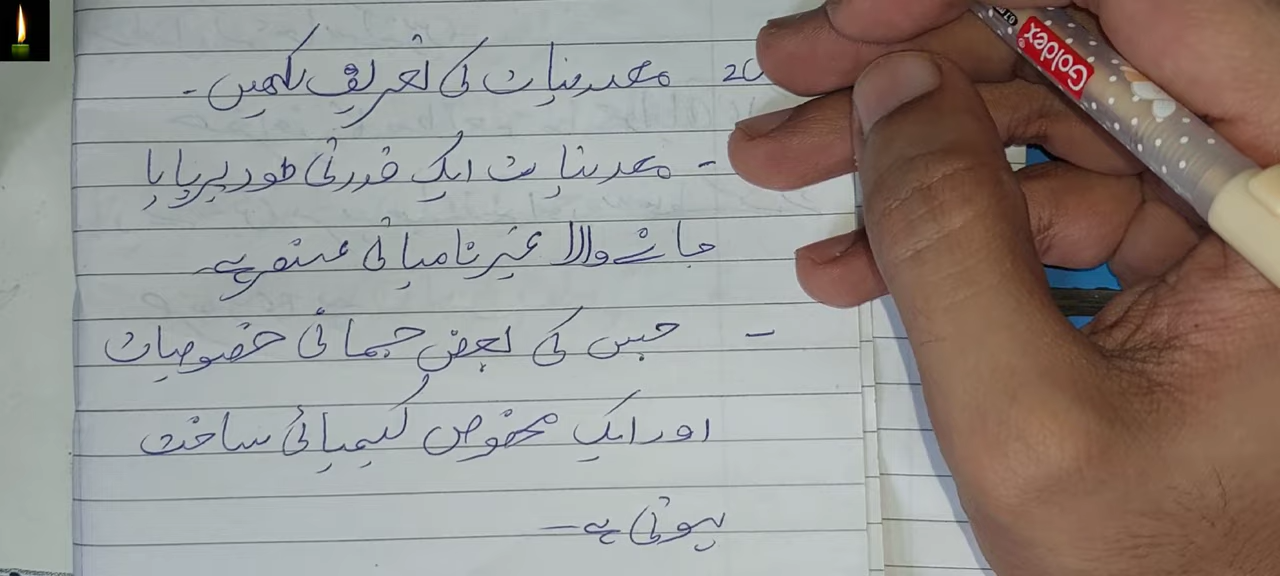 معدنیات کی تعریف لکھیں۔
- معدنیات ایک قدرتی طور پر پایا
جانے والا غیر نامیاتی عنصر ہے
- جس کی بعض جسمانی خصوصیات
اور ایک مخصوص کیمیائی ساخت
ہوتی ہے۔
Goldex